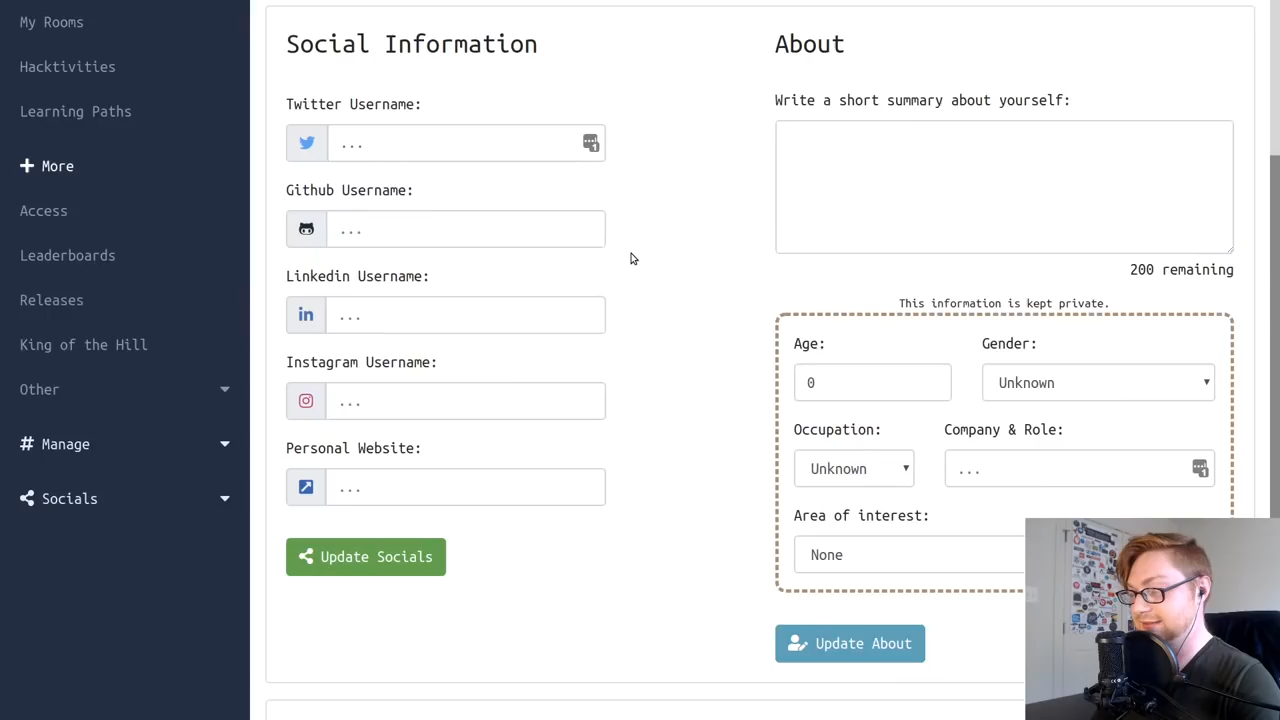 My Rooms
Hacktivities
Learning Paths
More
Access
Leaderboards
Releases
King of the Hill
Other
Manage
Socials
Social Information
Twitter Username:
...
Github Username:
...
Linkedin Username:
...
Instagram Username:
...
Personal Website:
...
Update Socials
About
Write a short summary about yourself:
200 remaining
This information is kept private.
Age: Gender:
0 Unknown
Occupation: Company & Role:
Unknown ...
Area of interest:
None
Update About